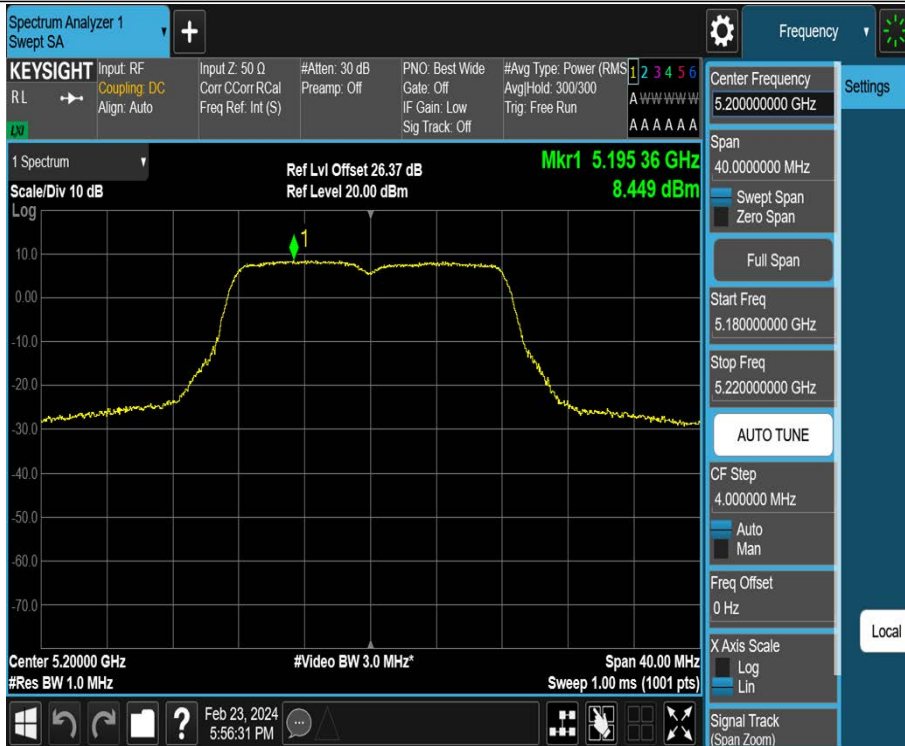 Spectrum Analyzer 1
Swept SA
+
Frequency
KEYSIGHT
R L
LXI
Input: RF
Coupling: DC
Align: Auto
Input Z: 50 Ω
Corr CCorr RCal
Freq Ref: Int (S)
#Atten: 30 dB
Preamp: Off
PNO: Best Wide
Gate: Off
IF Gain: Low
Sig Track: Off
#Avg Type: Power (RMS
Avg|Hold: 300/300
Trig: Free Run
1 2 3 4 5 6
A W W W W W
A A A A A A
1 Spectrum
Scale/Div 10 dB
Log
Ref Lvl Offset 26.37 dB
Ref Level 20.00 dBm
Mkr1 5.195 36 GHz
8.449 dBm
1
10.0
0.00
-10.0
-20.0
-30.0
-40.0
-50.0
-60.0
-70.0
Center 5.20000 GHz
#Res BW 1.0 MHz
#Video BW 3.0 MHz*
Span 40.00 MHz
Sweep 1.00 ms (1001 pts)
Center Frequency
5.200000000 GHz
Settings
Span
40.0000000 MHz
Swept Span
Zero Span
Full Span
Start Freq
5.180000000 GHz
Stop Freq
5.220000000 GHz
AUTO TUNE
CF Step
4.000000 MHz
Auto
Man
Freq Offset
0 Hz
Local
X Axis Scale
Log
Lin
Signal Track
(Span Zoom)
?
Feb 23, 2024
5:56:31 PM